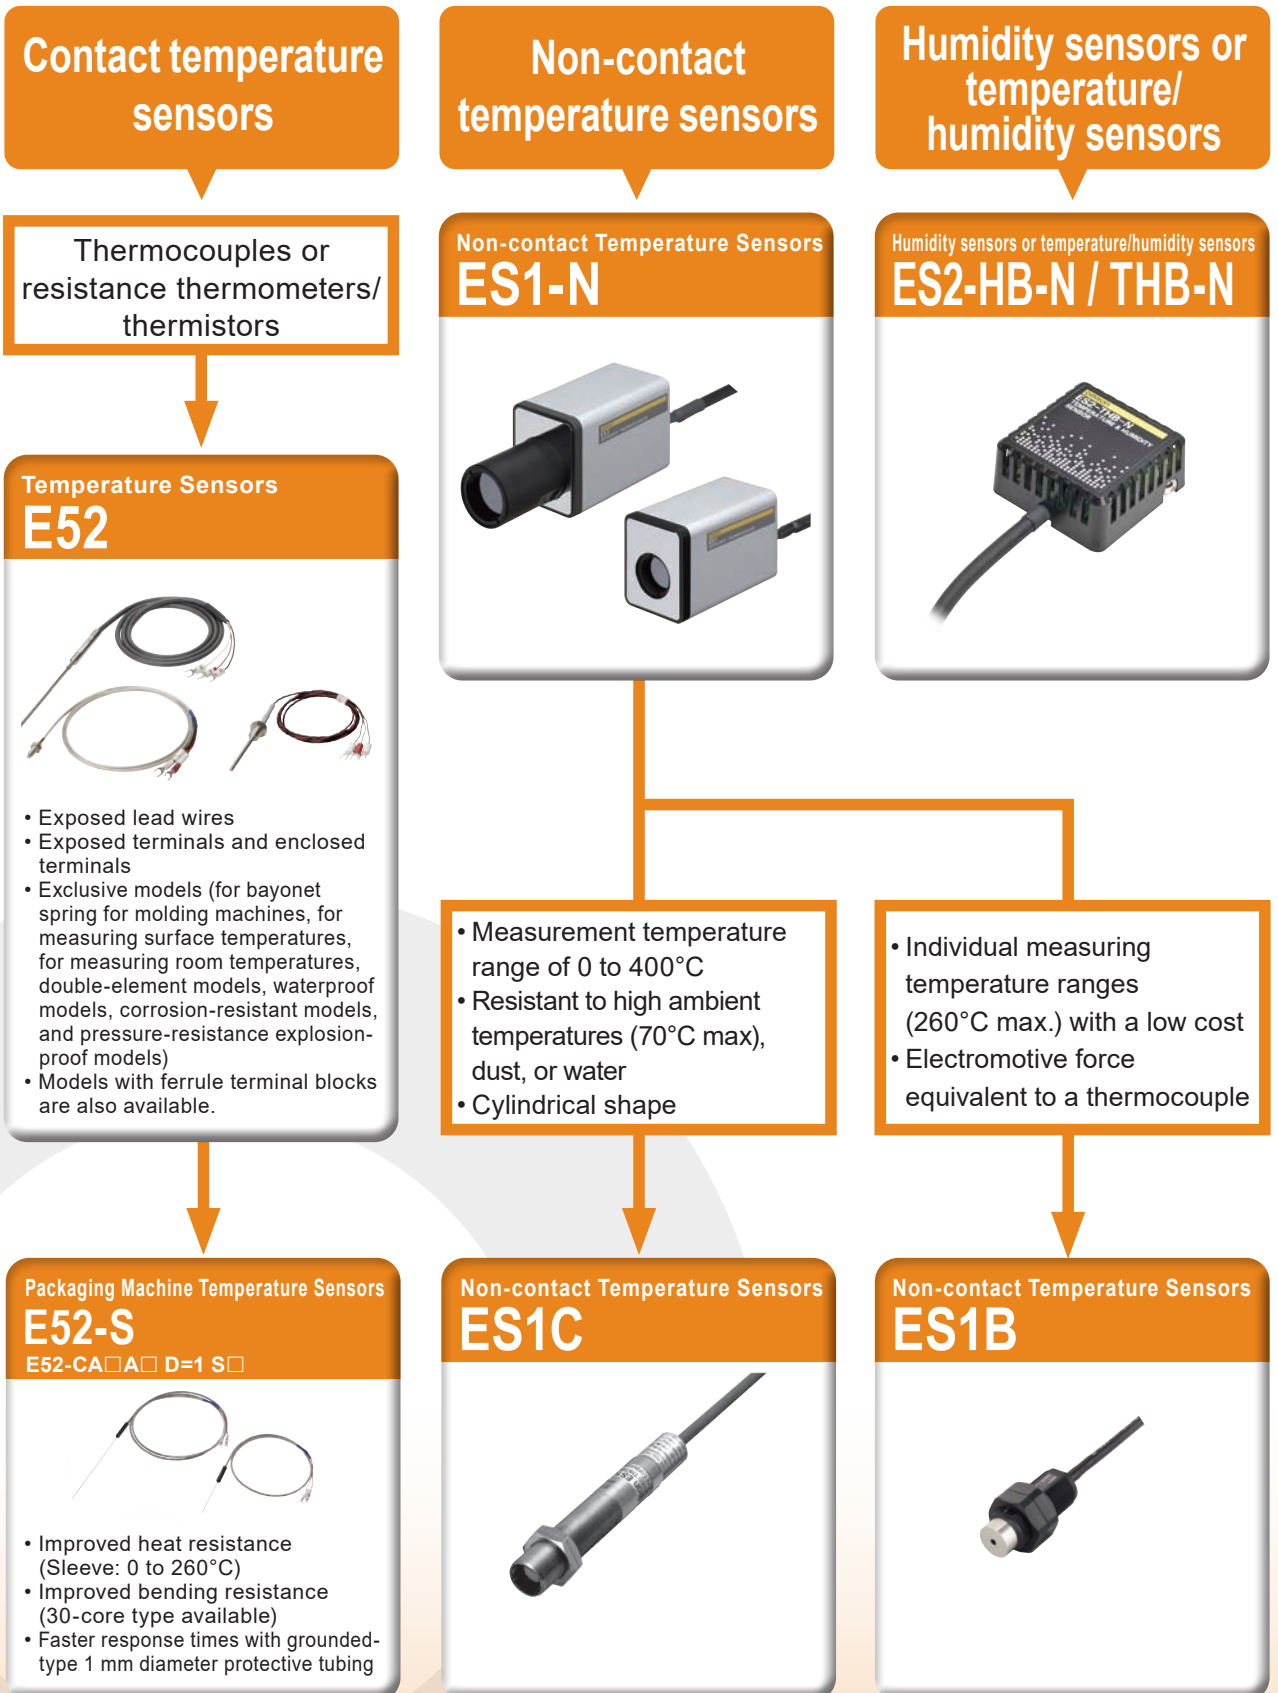 Contact temperature
sensors
Non-contact
temperature sensors
Humidity sensors or
temperature/
humidity sensors
Thermocouples or
resistance thermometers/
thermistors
Temperature Sensors
E52
• Exposed lead wires
• Exposed terminals and enclosed
terminals
• Exclusive models (for bayonet
spring for molding machines, for
measuring surface temperatures,
for measuring room temperatures,
double-element models, waterproof
models, corrosion-resistant models,
and pressure-resistance explosion-
proof models)
• Models with ferrule terminal blocks
are also available.
Packaging Machine Temperature Sensors
E52-S
E52-CA□A□ D=1 S□
• Improved heat resistance
(Sleeve: 0 to 260°C)
• Improved bending resistance
(30-core type available)
• Faster response times with grounded-
type 1 mm diameter protective tubing
Non-contact Temperature Sensors
ES1-N
• Measurement temperature
range of 0 to 400°C
• Resistant to high ambient
temperatures (70°C max),
dust, or water
• Cylindrical shape
Non-contact Temperature Sensors
ES1C
Humidity sensors or temperature/humidity sensors
ES2-HB-N / THB-N
ES2-THB-N
TEMPERATURE & HUMIDITY
SENSOR
• Individual measuring
temperature ranges
(260°C max.) with a low cost
• Electromotive force
equivalent to a thermocouple
Non-contact Temperature Sensors
ES1B